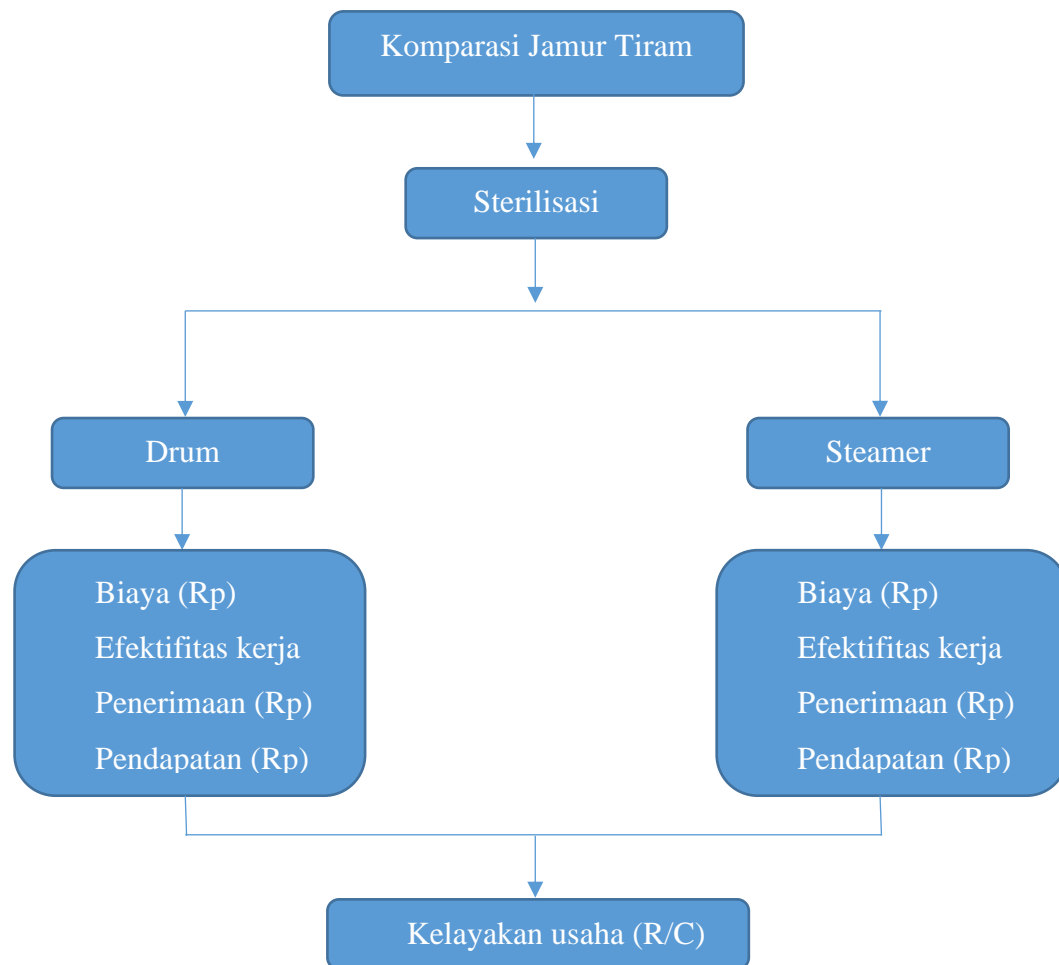 Komparasi Jamur Tiram
Sterilisasi
Drum
Steamer
Biaya (Rp)
Efektifitas kerja
Penerimaan (Rp)
Pendapatan (Rp)
Biaya (Rp)
Efektifitas kerja
Penerimaan (Rp)
Pendapatan (Rp)
Kelayakan usaha (R/C)